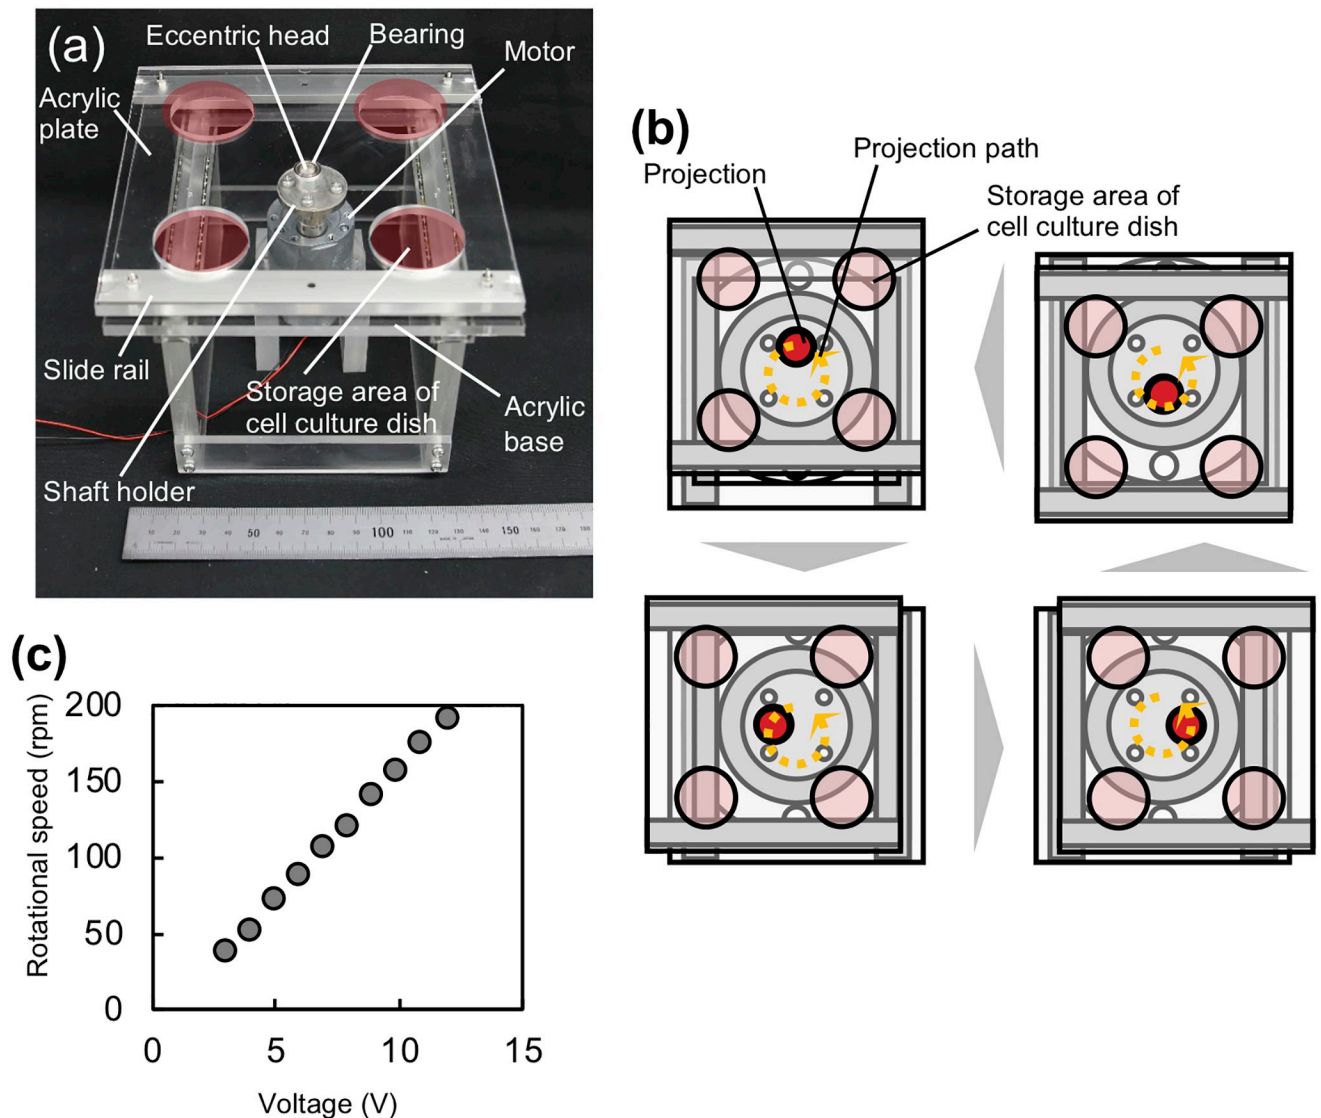 (a)
Eccentric head
Bearing
Motor
Acrylic
plate
Slide rail
Storage area of
cell culture dish
Acrylic
base
Shaft holder
50
100
150
(b)
Projection
Projection path
Storage area of
cell culture dish
(c)
Rotational speed (rpm)
200
150
100
50
0
0
5
10
15
Voltage (V)